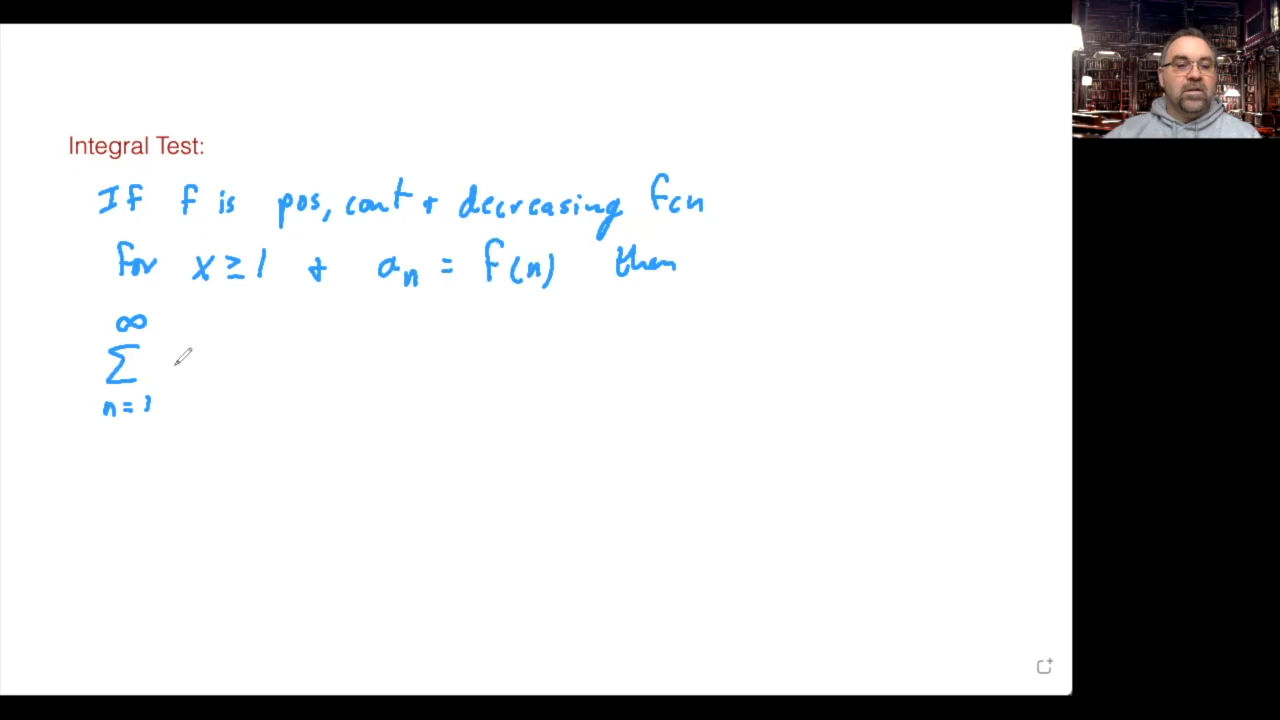 Integral Test:
If f is pos, cont + decreasing fcn
for x ≥ 1 + aₙ = f(n) then
∞
Σ
n = 1